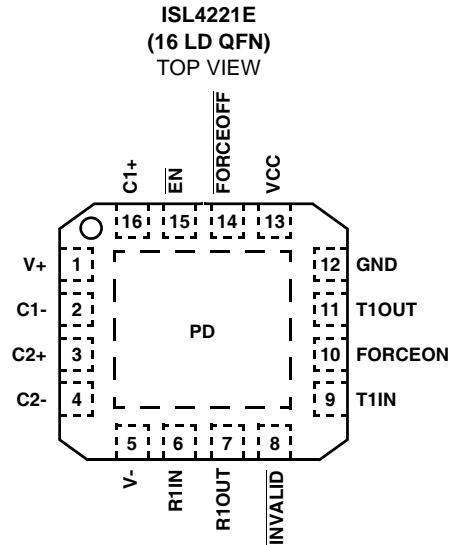 ISL4221E
(16 LD QFN)
TOP VIEW
C1+
EN
FORCEOFF
VCC
16 15 14 13
V+ 1
C1- 2
C2+ 3
C2- 4
PD
12 GND
11 T1OUT
10 FORCEON
9 T1IN
5 6 7 8
V-
R1IN
R1OUT
INVALID